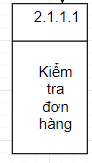 2.1.1.1
Kiểm
tra
đơn
hàng